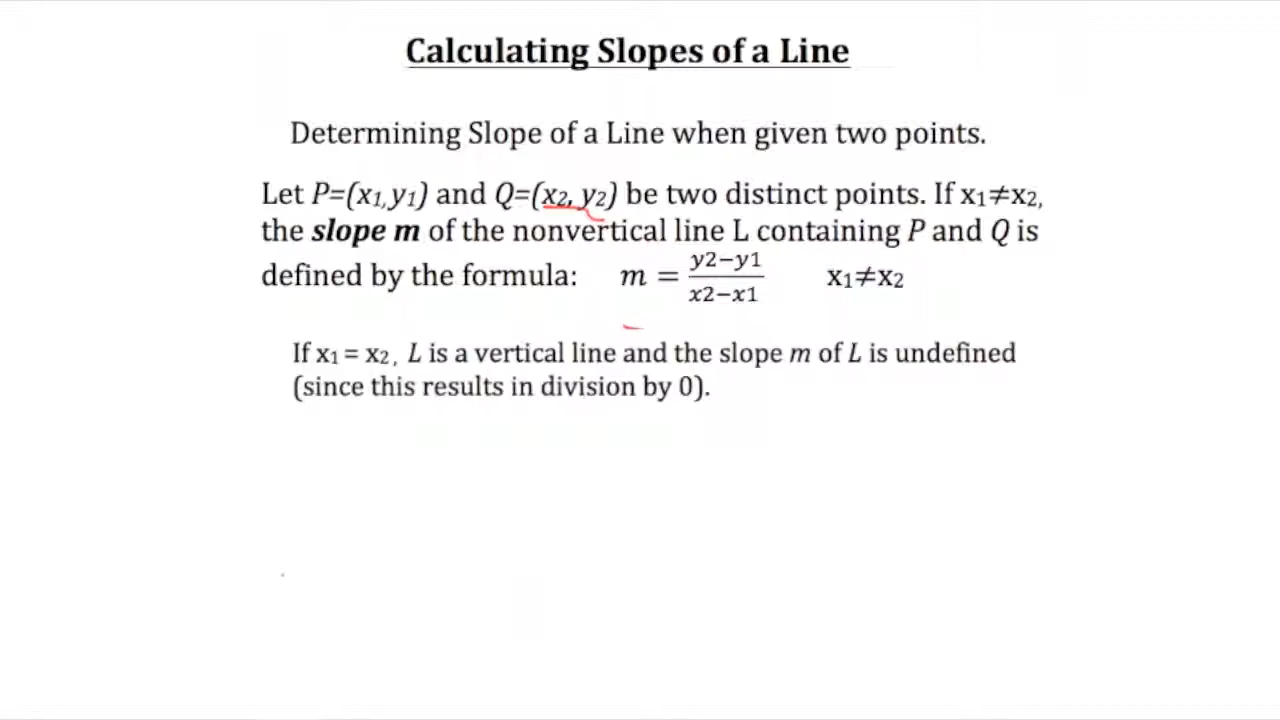 Calculating Slopes of a Line
Determining Slope of a Line when given two points.
Let P=(x1,y1) and Q=(x2, y2) be two distinct points. If x1≠x2,
the slope m of the nonvertical line L containing P and Q is
defined by the formula: m = y2−y1 / x2−x1 x1≠x2
If x1 = x2, L is a vertical line and the slope m of L is undefined
(since this results in division by 0).